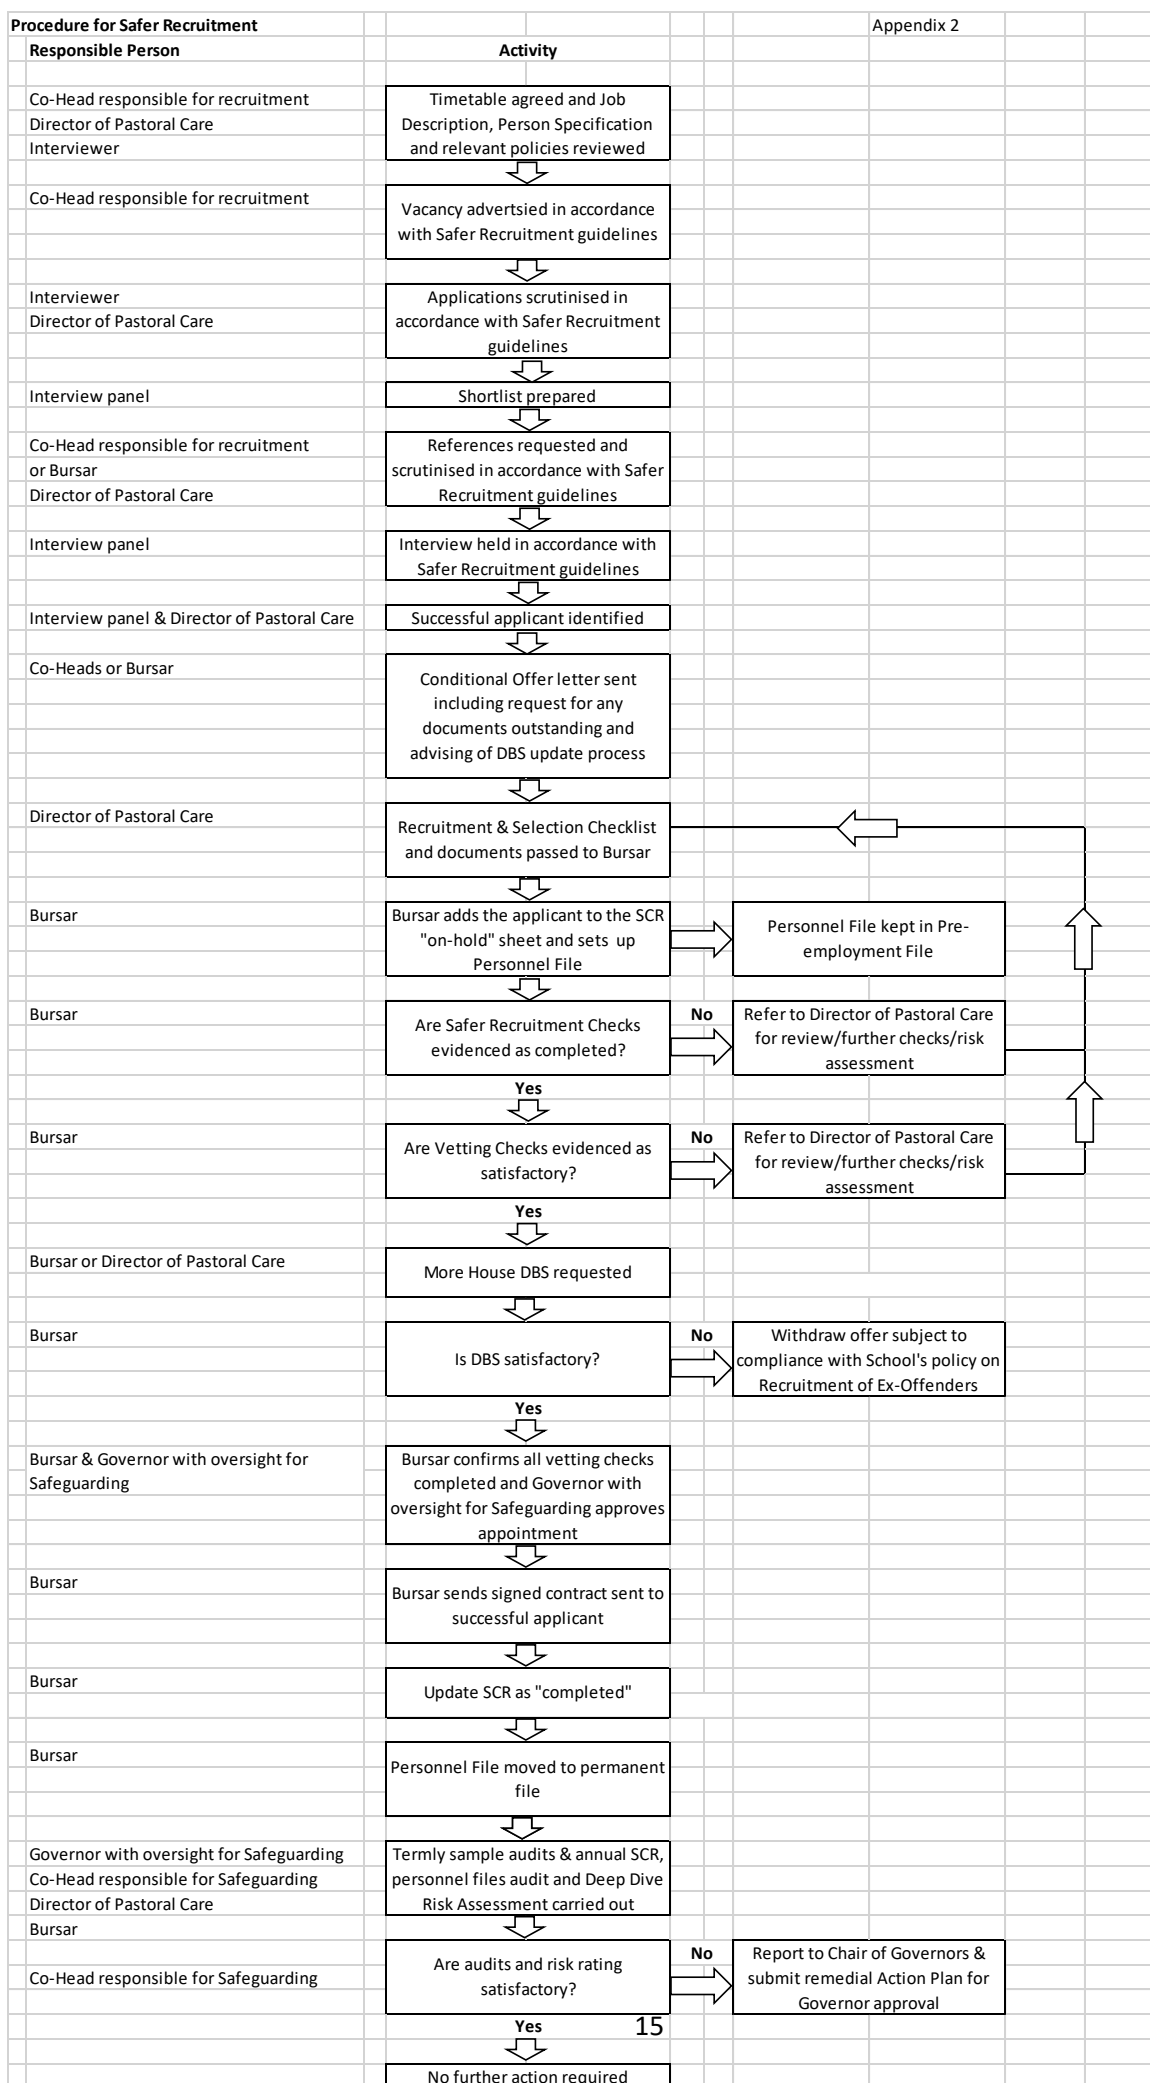 Procedure for Safer Recruitment
Appendix 2
Responsible Person
Activity
Co-Head responsible for recruitment
Director of Pastoral Care
Interviewer
Timetable agreed and Job
Description, Person Specification
and relevant policies reviewed
Co-Head responsible for recruitment
Vacancy advertsied in accordance
with Safer Recruitment guidelines
Interviewer
Director of Pastoral Care
Applications scrutinised in
accordance with Safer Recruitment
guidelines
Interview panel
Shortlist prepared
Co-Head responsible for recruitment
or Bursar
Director of Pastoral Care
References requested and
scrutinised in accordance with Safer
Recruitment guidelines
Interview panel
Interview held in accordance with
Safer Recruitment guidelines
Interview panel & Director of Pastoral Care
Successful applicant identified
Co-Heads or Bursar
Conditional Offer letter sent
including request for any
documents outstanding and
advising of DBS update process
Director of Pastoral Care
Recruitment & Selection Checklist
and documents passed to Bursar
Bursar
Bursar adds the applicant to the SCR
"on-hold" sheet and sets up
Personnel File
Personnel File kept in Pre-
employment File
Bursar
Are Safer Recruitment Checks
evidenced as completed?
No
Refer to Director of Pastoral Care
for review/further checks/risk
assessment
Yes
Bursar
Are Vetting Checks evidenced as
satisfactory?
No
Refer to Director of Pastoral Care
for review/further checks/risk
assessment
Yes
Bursar or Director of Pastoral Care
More House DBS requested
Bursar
Is DBS satisfactory?
No
Withdraw offer subject to
compliance with School's policy on
Recruitment of Ex-Offenders
Yes
Bursar & Governor with oversight for
Safeguarding
Bursar confirms all vetting checks
completed and Governor with
oversight for Safeguarding approves
appointment
Bursar
Bursar sends signed contract sent to
successful applicant
Bursar
Update SCR as "completed"
Bursar
Personnel File moved to permanent
file
Governor with oversight for Safeguarding
Co-Head responsible for Safeguarding
Director of Pastoral Care
Bursar
Termly sample audits & annual SCR,
personnel files audit and Deep Dive
Risk Assessment carried out
Co-Head responsible for Safeguarding
Are audits and risk rating
satisfactory?
No
Report to Chair of Governors &
submit remedial Action Plan for
Governor approval
Yes
15
No further action required